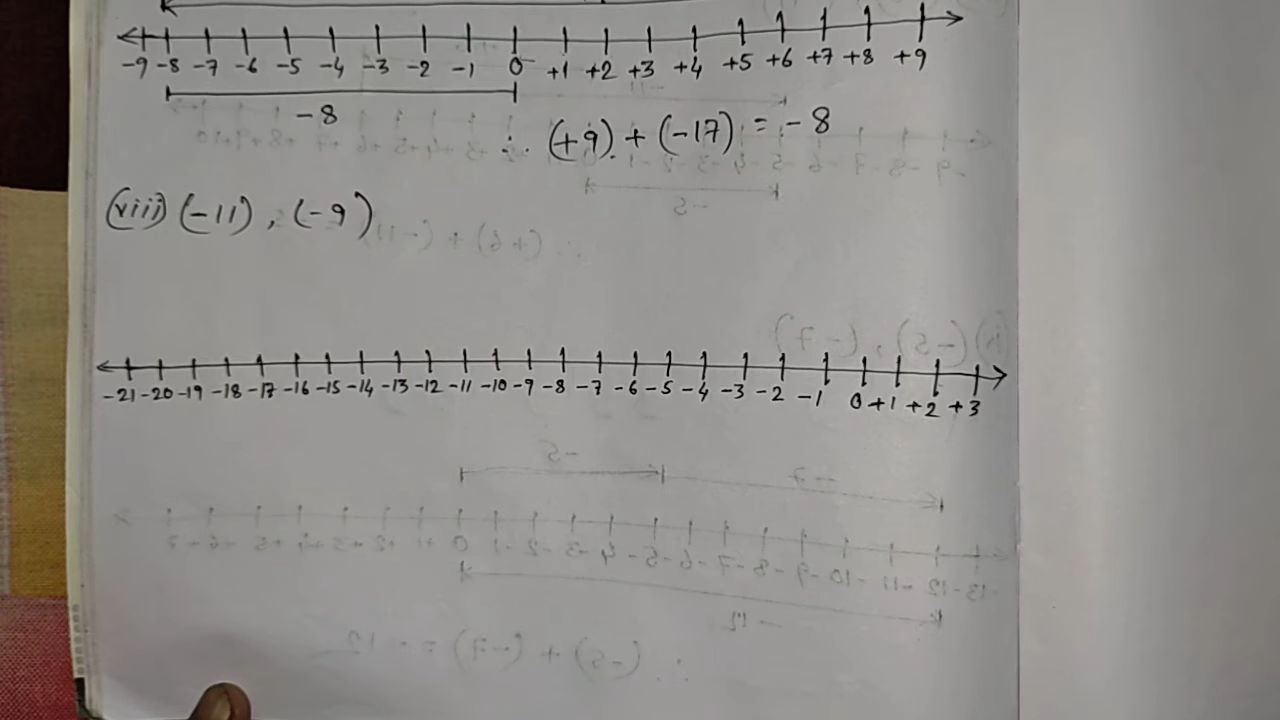 -9 -8 -7 -6 -5 -4 -3 -2 -1 0 +1 +2 +3 +4 +5 +6 +7 +8 +9
-8
∴ (+9) + (-17) = -8
(viii) (-11), (-9)
-21 -20 -19 -18 -17 -16 -15 -14 -13 -12 -11 -10 -9 -8 -7 -6 -5 -4 -3 -2 -1 0 +1 +2 +3